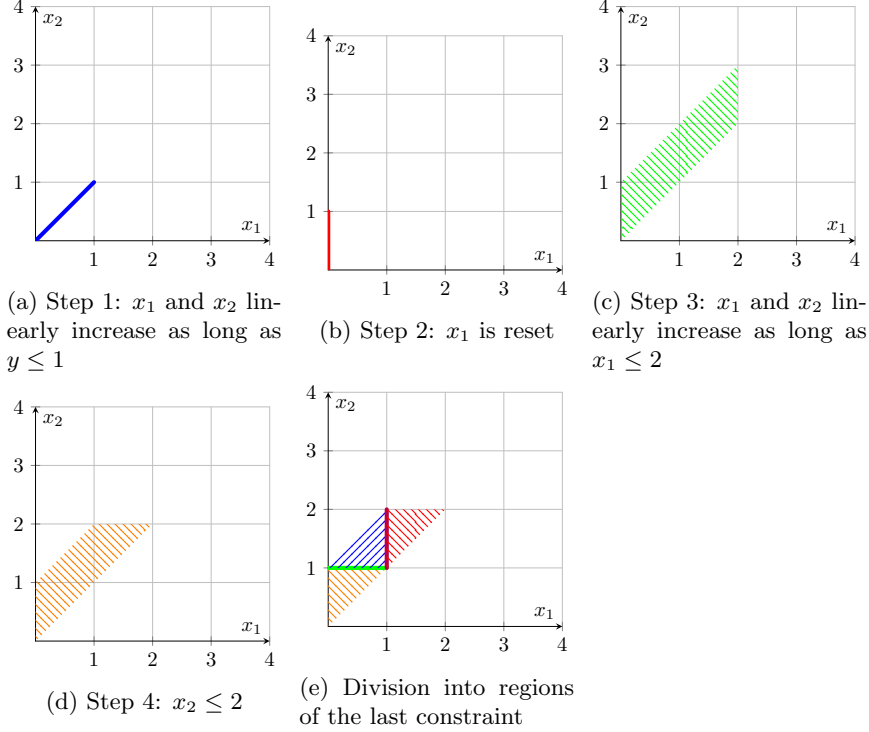 4
x₂
3
2
1
x₁
1 2 3 4
(a) Step 1: x₁ and x₂ lin-
early increase as long as
y ≤ 1
4
x₂
3
2
1
x₁
1 2 3 4
(b) Step 2: x₁ is reset
4
x₂
3
2
1
x₁
1 2 3 4
(c) Step 3: x₁ and x₂ lin-
early increase as long as
x₁ ≤ 2
4
x₂
3
2
1
x₁
1 2 3 4
(d) Step 4: x₂ ≤ 2
4
x₂
3
2
1
x₁
1 2 3 4
(e) Division into regions
of the last constraint